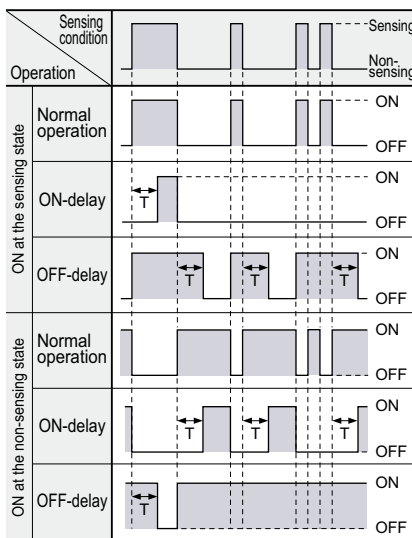 Sensing
condition
Operation
Sensing
Non-
sensing
ON at the sensing state
Normal
operation
ON
OFF
ON-delay
T
ON
OFF
OFF-delay
T
T
T
ON
OFF
ON at the non-sensing state
Normal
operation
ON
OFF
ON-delay
T
T
T
ON
OFF
OFF-delay
T
ON
OFF